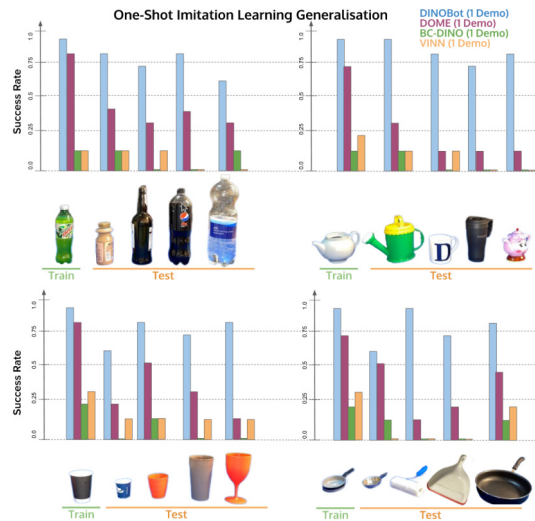 One-Shot Imitation Learning Generalisation
DINOBot (1 Demo)
DOME (1 Demo)
BC-DINO (1 Demo)
VINN (1 Demo)
Success Rate
1.0
0.75
0.5
0.25
0.0
1.0
0.75
0.5
0.25
0.0
D
Train
Test
Train
Test
Success Rate
1.0
0.75
0.5
0.25
0.0
1.0
0.75
0.5
0.25
0.0
Train
Test
Train
Test